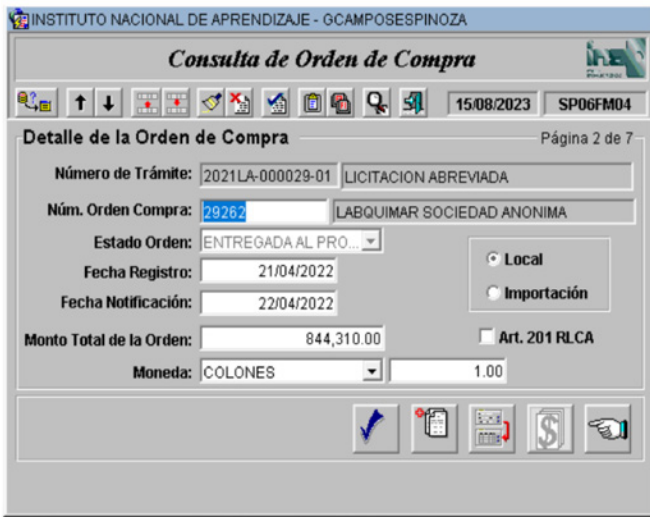 INSTITUTO NACIONAL DE APRENDIZAJE - GCAMPOSESPINOZA
Consulta de Orden de Compra
ina
15/08/2023 SP06FM04
Detalle de la Orden de Compra Página 2 de 7
Número de Trámite: 2021LA-000029-01 LICITACION ABREVIADA
Núm. Orden Compra: 29262 LABQUIMAR SOCIEDAD ANONIMA
Estado Orden: ENTREGADA AL PRO...
Local
Fecha Registro: 21/04/2022
Importación
Fecha Notificación: 22/04/2022
Monto Total de la Orden: 844,310.00 Art. 201 RLCA
Moneda: COLONES 1.00